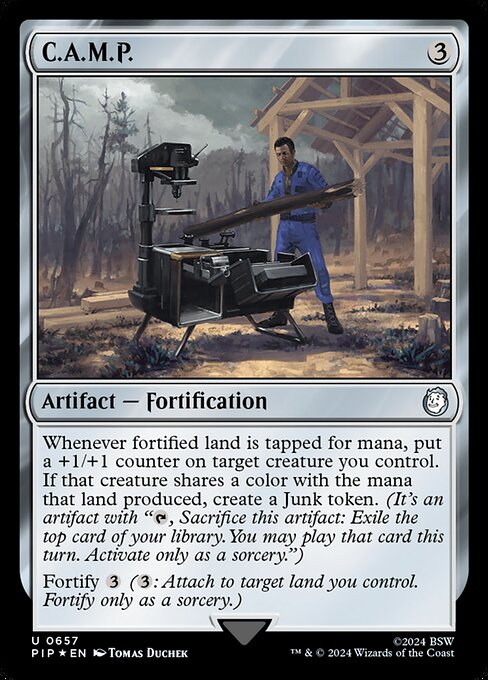 C.A.M.P. 3
Artifact — Fortification
Whenever fortified land is tapped for mana, put
a +1/+1 counter on target creature you control.
If that creature shares a color with the mana
that land produced, create a Junk token. (It's an
artifact with “, Sacrifice this artifact: Exile the
top card of your library. You may play that card this
turn. Activate only as a sorcery.”)
Fortify 3 (3: Attach to target land you control.
Fortify only as a sorcery.)
U 0657 ©2024 BSW
PIP★EN Tomas Duchek ™ & © 2024 Wizards of the Coast